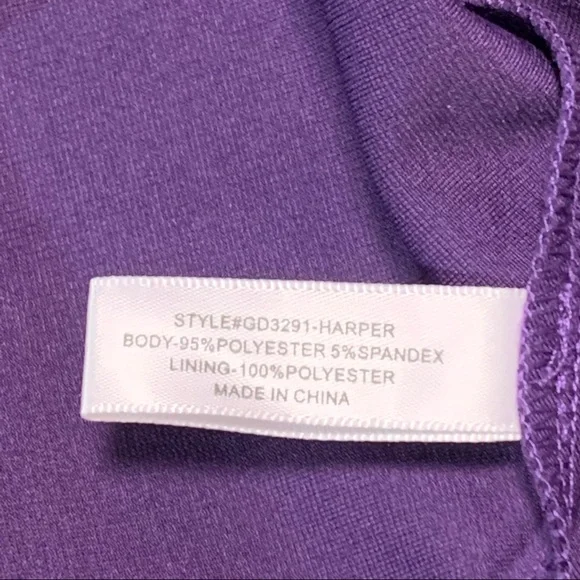 STYLE#GD3291-HARPER
BODY-95%POLYESTER 5%SPANDEX
LINING-100%POLYESTER
MADE IN CHINA